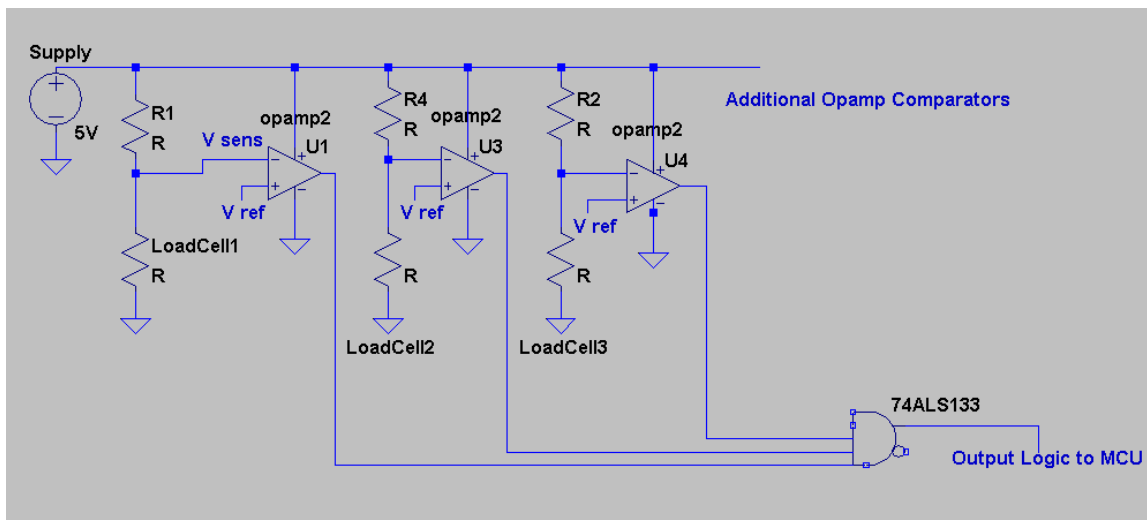 Supply
5V
R1
R
V sens
opamp2
+
U1
−
+
−
V ref
LoadCell1
R
R4
R
opamp2
+
U3
−
+
−
V ref
R
LoadCell2
R2
R
opamp2
+
U4
−
+
−
V ref
R
LoadCell3
Additional Opamp Comparators
74ALS133
Output Logic to MCU